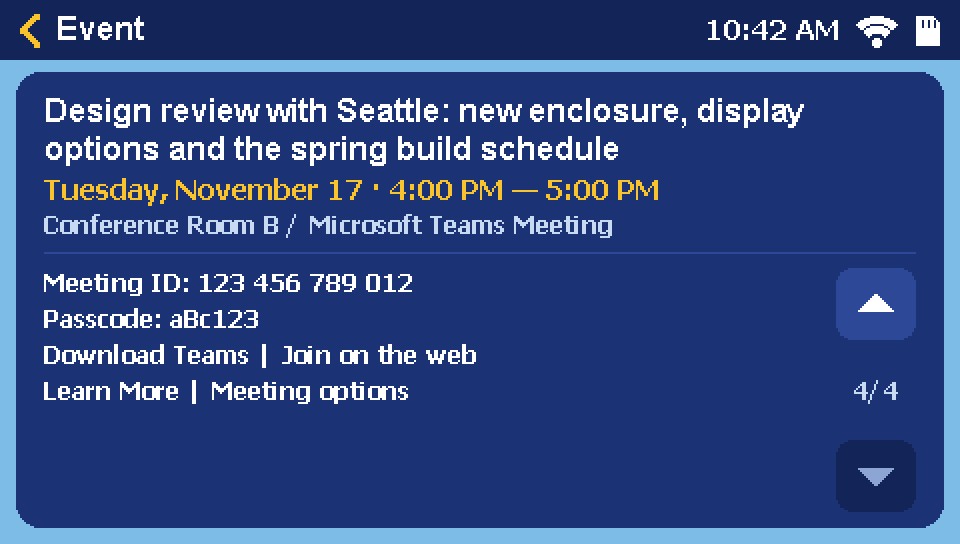 Event
10:42 AM
Design review with Seattle: new enclosure, display
options and the spring build schedule
Tuesday, November 17 · 4:00 PM — 5:00 PM
Conference Room B / Microsoft Teams Meeting
Meeting ID: 123 456 789 012
Passcode: aBc123
Download Teams | Join on the web
Learn More | Meeting options
4/4